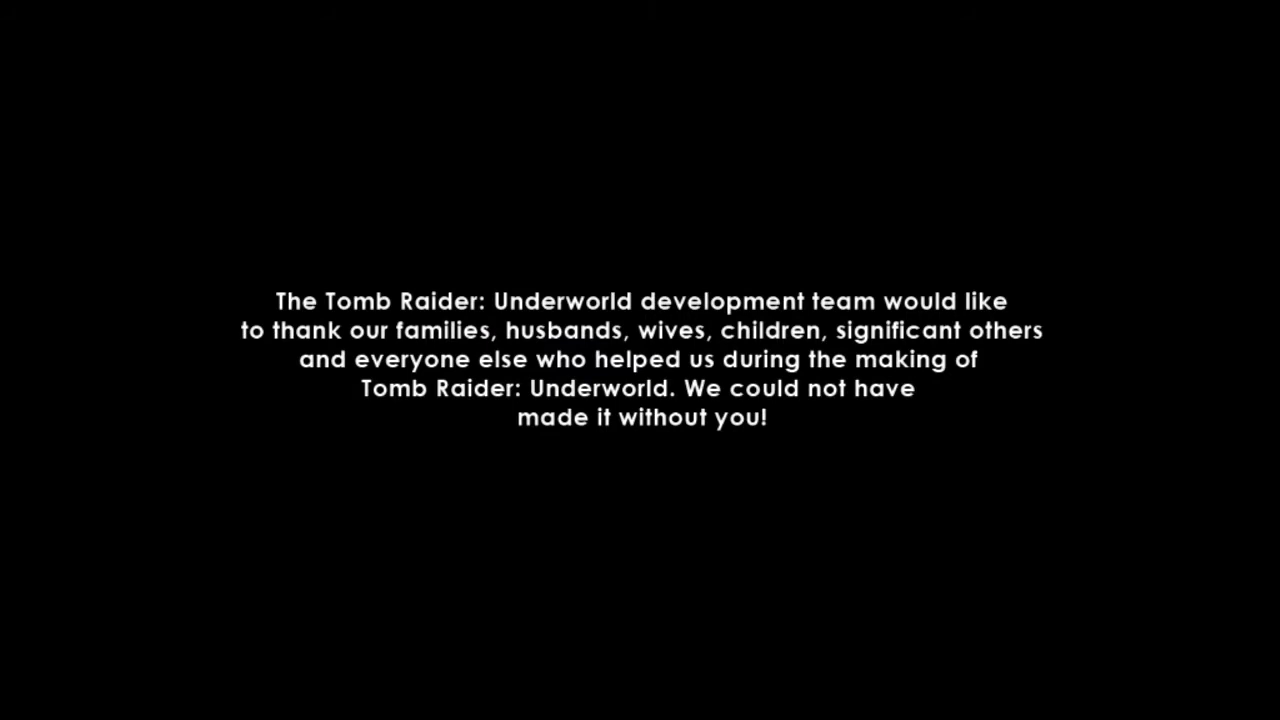 The Tomb Raider: Underworld development team would like
to thank our families, husbands, wives, children, significant others
and everyone else who helped us during the making of
Tomb Raider: Underworld. We could not have
made it without you!